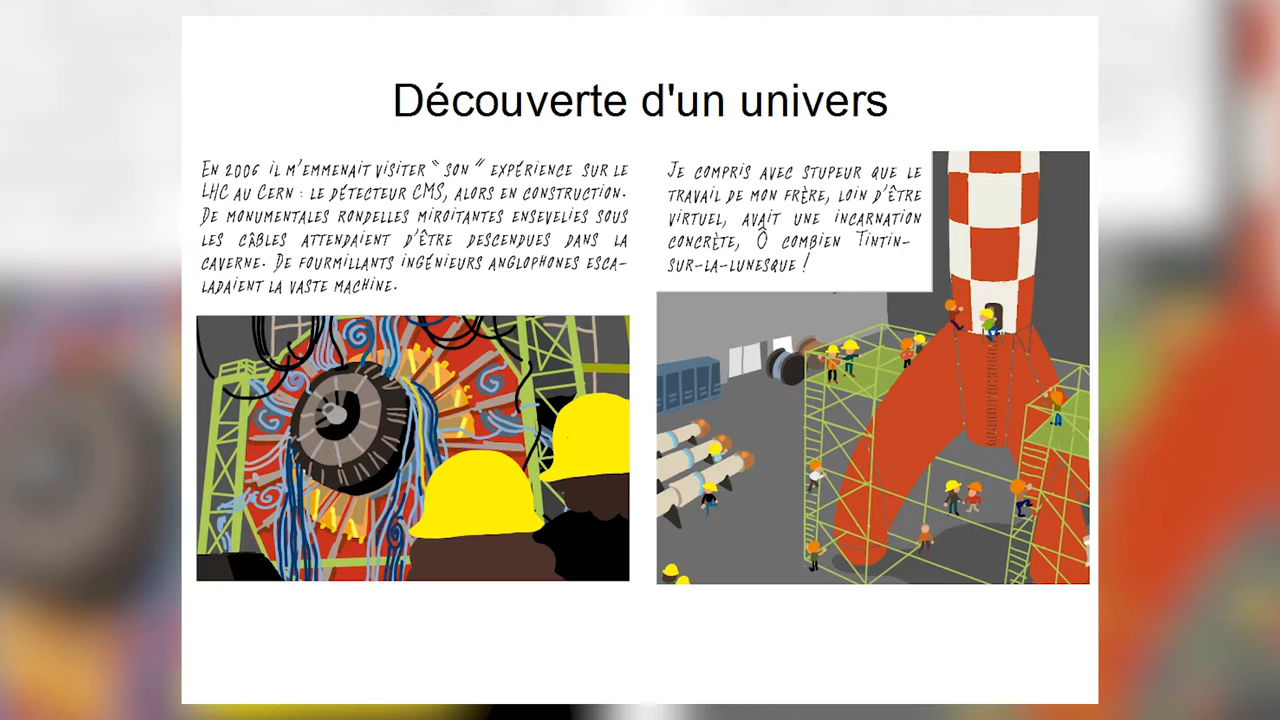 Découverte d'un univers
EN 2006 IL M'EMMENAIT VISITER "SON" EXPÉRIENCE SUR LE
LHC AU CERN : LE DÉTECTEUR CMS, ALORS EN CONSTRUCTION.
DE MONUMENTALES RONDELLES MIROITANTES ENSEVELIES SOUS
LES CÂBLES ATTENDAIENT D'ÊTRE DESCENDUES DANS LA
CAVERNE. DE FOURMILLANTS INGÉNIEURS ANGLOPHONES ESCA-
LADAIENT LA VASTE MACHINE.
JE COMPRIS AVEC STUPEUR QUE LE
TRAVAIL DE MON FRÈRE, LOIN D'ÊTRE
VIRTUEL, AVAIT UNE INCARNATION
CONCRÈTE, Ô COMBIEN TINTIN-
SUR-LA-LUNESQUE !